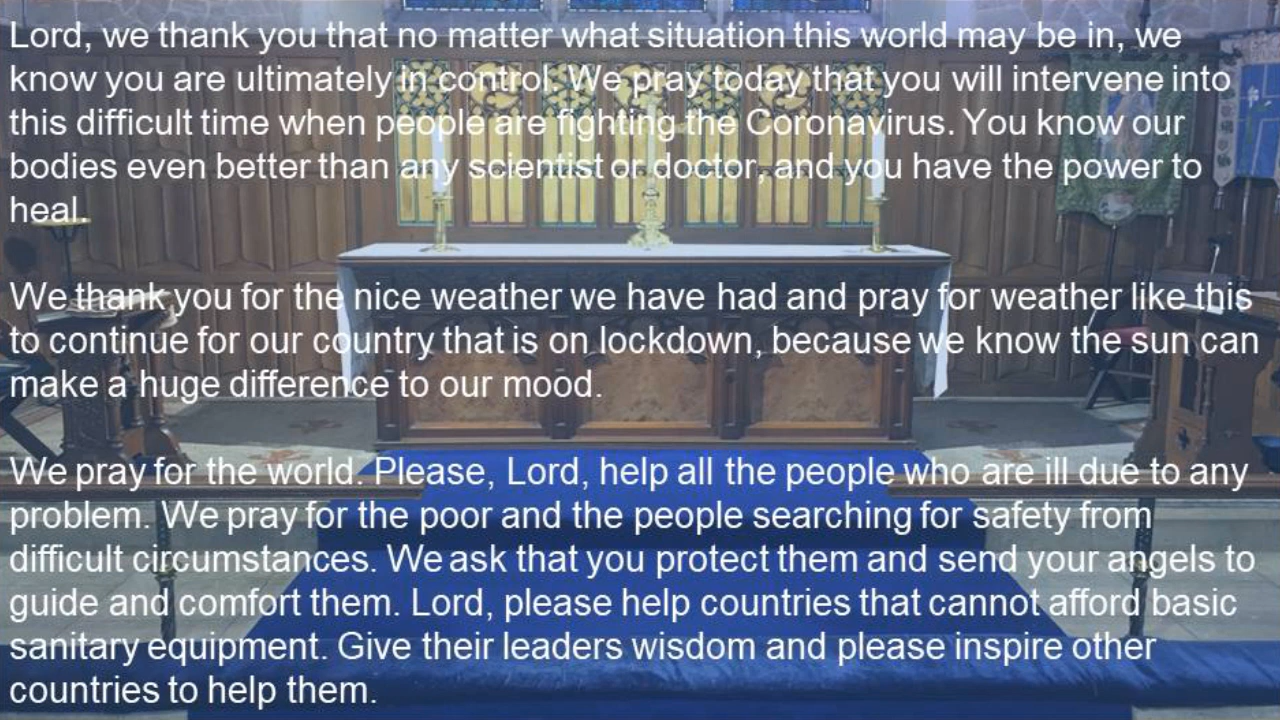 Lord, we thank you that no matter what situation this world may be in, we
know you are ultimately in control. We pray today that you will intervene into
this difficult time when people are fighting the Coronavirus. You know our
bodies even better than any scientist or doctor, and you have the power to
heal.
We thank you for the nice weather we have had and pray for weather like this
to continue for our country that is on lockdown, because we know the sun can
make a huge difference to our mood.
We pray for the world. Please, Lord, help all the people who are ill due to any
problem. We pray for the poor and the people searching for safety from
difficult circumstances. We ask that you protect them and send your angels to
guide and comfort them. Lord, please help countries that cannot afford basic
sanitary equipment. Give their leaders wisdom and please inspire other
countries to help them.